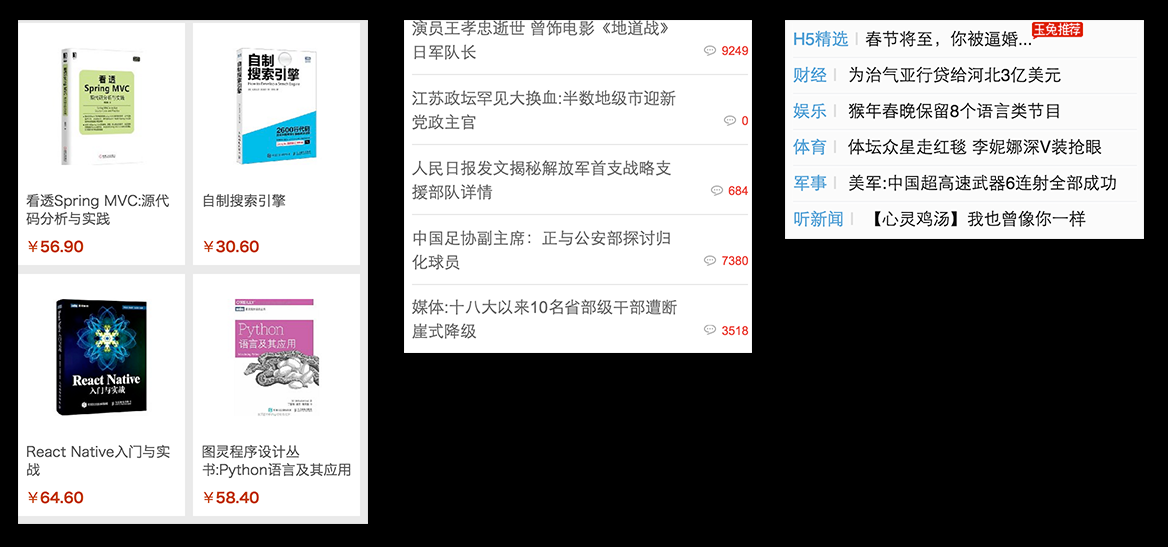 看透
Spring MVC
源代码分析与实践
看透Spring MVC:源代
码分析与实践
￥56.90
自制
搜索引擎
2600行代码
自制搜索引擎
￥30.60
React Native
入门与实战
React Native入门与实
战
￥64.60
O'REILLY
Python
语言及其应用
图灵程序设计丛
书:Python语言及其应用
￥58.40
演员王孝忠逝世 曾饰电影《地道战》
日军队长
9249
江苏政坛罕见大换血:半数地级市迎新
党政主官
0
人民日报发文揭秘解放军首支战略支
援部队详情
684
中国足协副主席：正与公安部探讨归
化球员
7380
媒体:十八大以来10名省部级干部遭断
崖式降级
3518
H5精选 春节将至，你被逼婚... 玉兔推荐
财经 为治气亚行贷给河北3亿美元
娱乐 猴年春晚保留8个语言类节目
体育 体坛众星走红毯 李妮娜深V装抢眼
军事 美军:中国超高速武器6连射全部成功
听新闻 【心灵鸡汤】我也曾像你一样